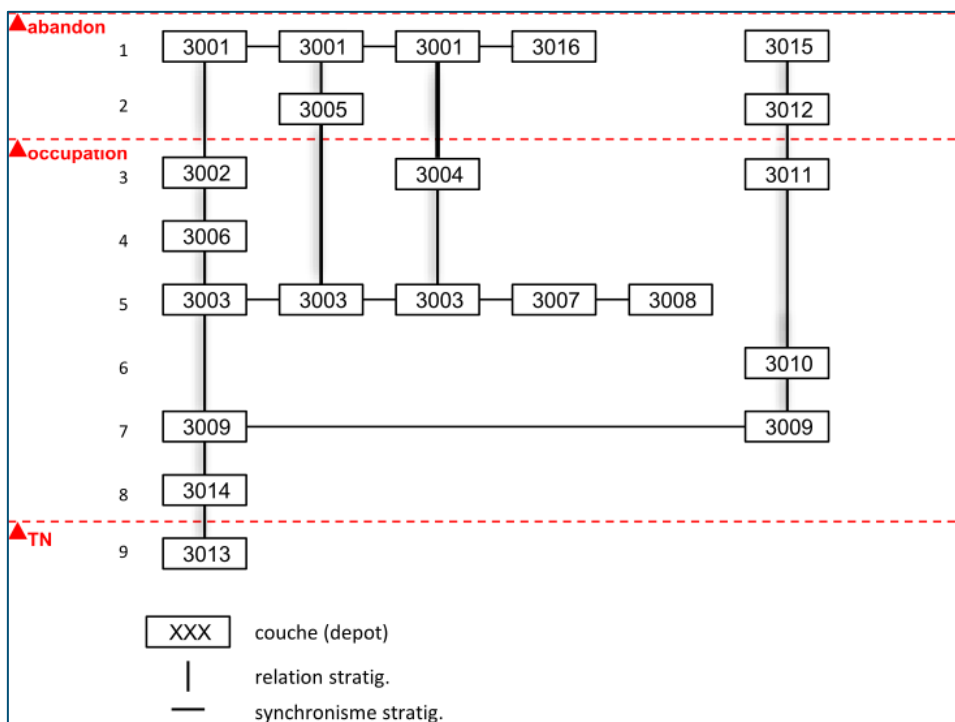 abandon
1 3001 3001 3001 3016 3015
2 3005 3012
occupation
3 3002 3004 3011
4 3006
5 3003 3003 3003 3007 3008
6 3010
7 3009 3009
8 3014
TN
9 3013
XXX couche (depot)
relation stratig.
synchronisme stratig.